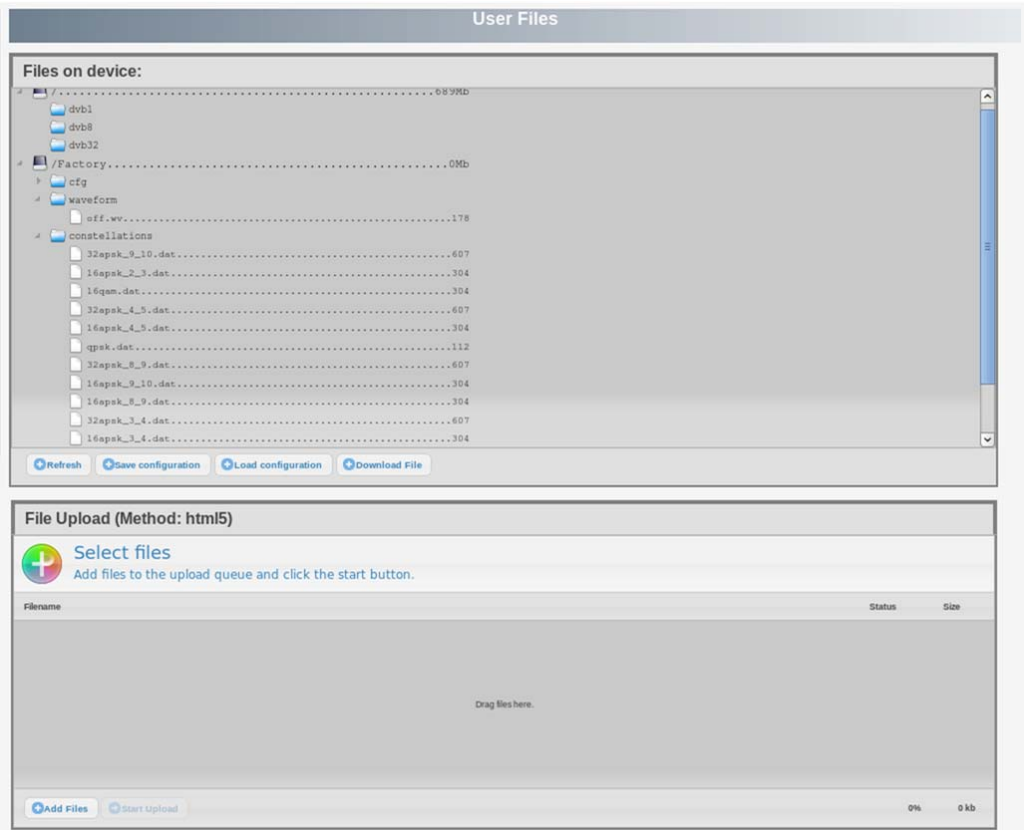 User Files
Files on device:
/.............................................689Mb
dvb1
dvb8
dvb32
/Factory.........................................0Mb
cfg
waveform
off.wv.......................................178
constellations
32apsk_9_10.dat.................................607
16apsk_2_3.dat..................................304
16qam.dat.....................................304
32apsk_4_5.dat..................................607
16apsk_4_5.dat..................................304
qpsk.dat......................................112
32apsk_8_9.dat..................................607
16apsk_9_10.dat.................................304
16apsk_8_9.dat..................................304
32apsk_3_4.dat..................................607
16apsk_3_4.dat..................................304
Refresh Save configuration Load configuration Download File
File Upload (Method: html5)
Select files
Add files to the upload queue and click the start button.
Filename Status Size
Drag files here.
Add Files Start Upload 0% 0 kb